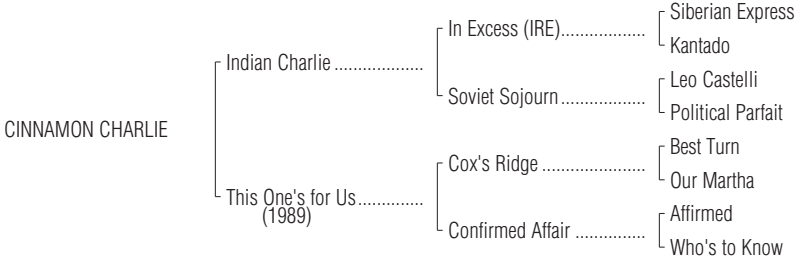 Siberian Express
In Excess (IRE)...................
Kantado
Indian Charlie ....................
Leo Castelli
Soviet Sojourn...................
Political Parfait
CINNAMON CHARLIE
Best Turn
Cox's Ridge .......................
Our Martha
This One's for Us..............
(1989)
Affirmed
Confirmed Affair ...............
Who's to Know